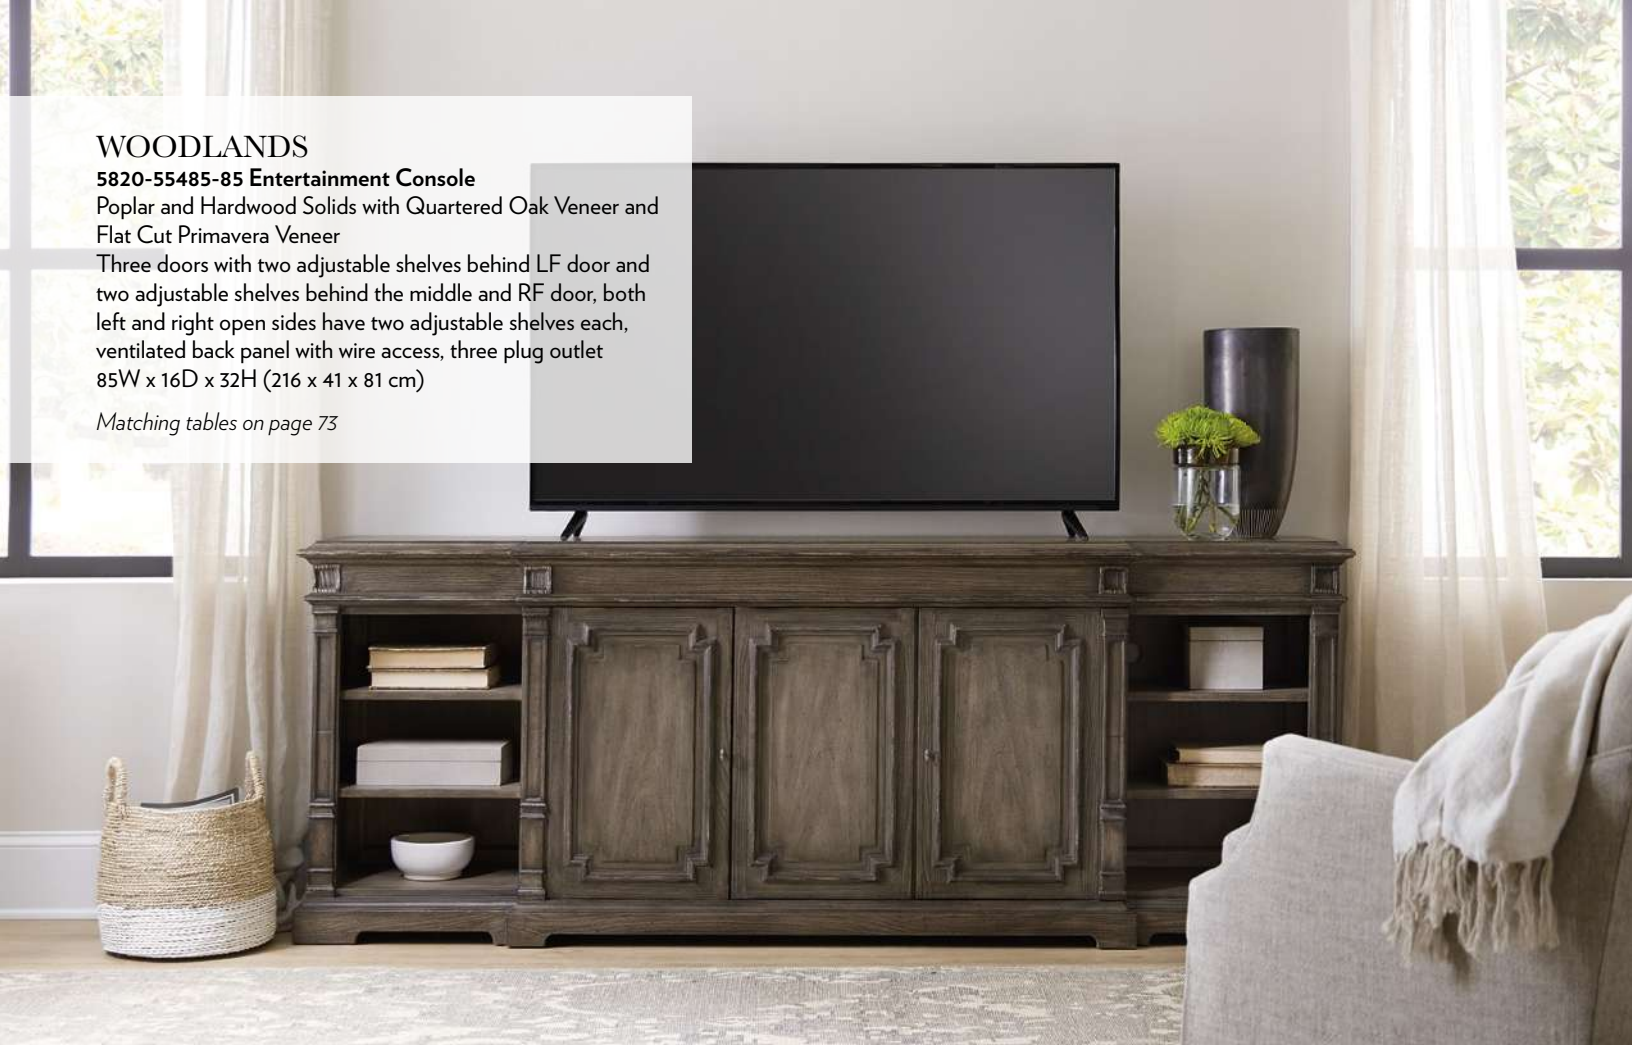 WOODLANDS
5820-55485-85 Entertainment Console
Poplar and Hardwood Solids with Quartered Oak Veneer and
Flat Cut Primavera Veneer
Three doors with two adjustable shelves behind LF door and
two adjustable shelves behind the middle and RF door, both
left and right open sides have two adjustable shelves each,
ventilated back panel with wire access, three plug outlet
85W x 16D x 32H (216 x 41 x 81 cm)
Matching tables on page 73